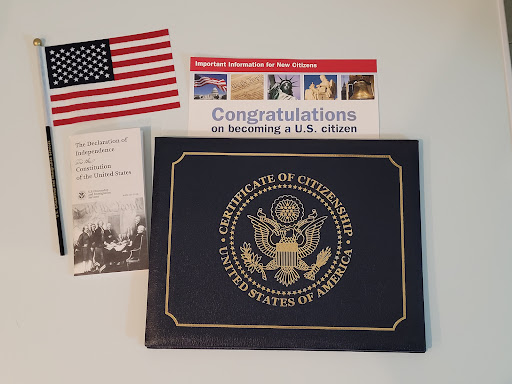 Important Information for New Citizens
Congratulations
on becoming a U.S. citizen
The Declaration of
Independence
and the
Constitution
of the United States
CERTIFICATE OF CITIZENSHIP
UNITED STATES OF AMERICA